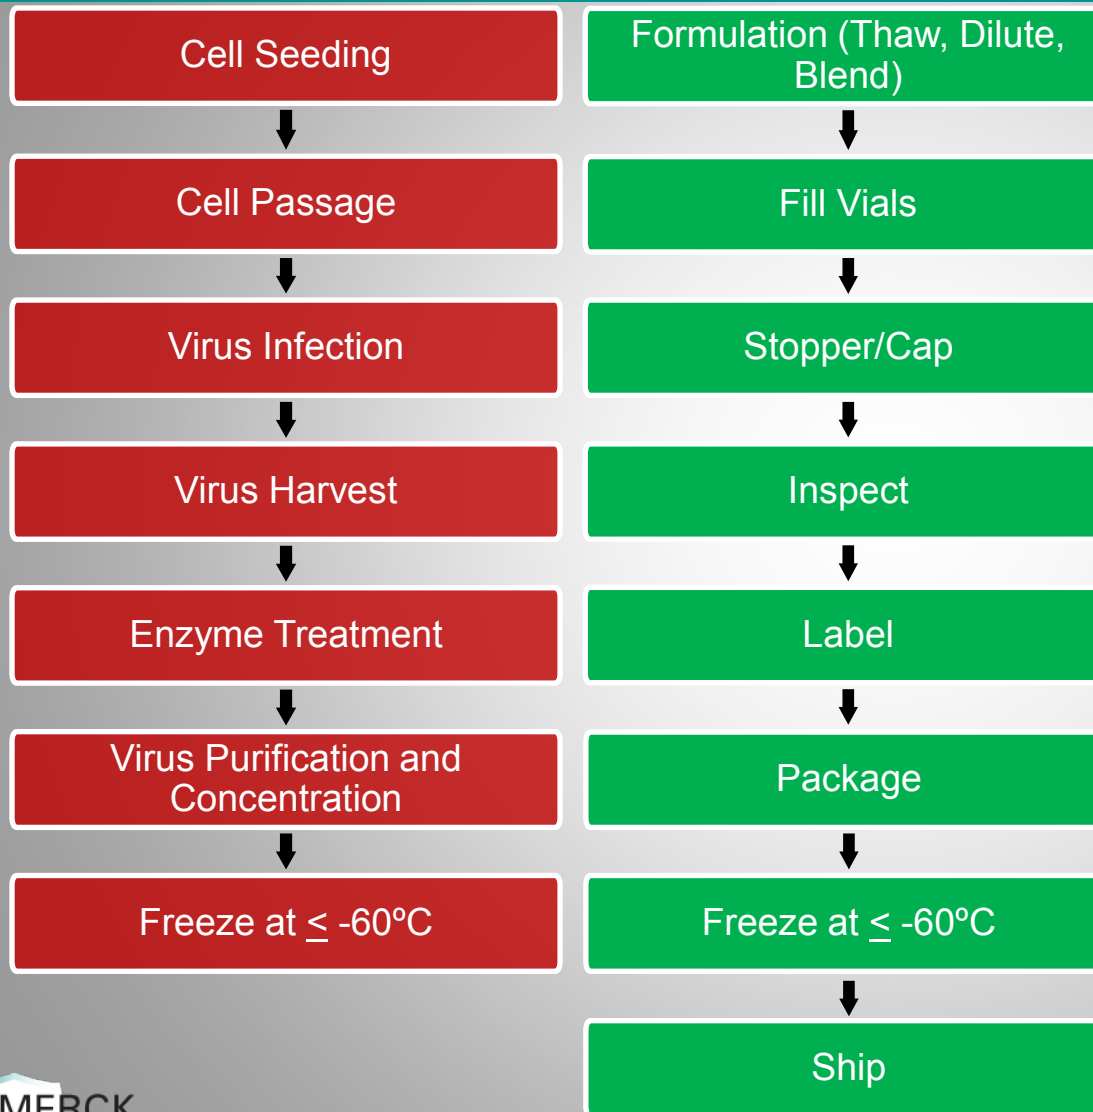 Cell Seeding
Cell Passage
Virus Infection
Virus Harvest
Enzyme Treatment
Virus Purification and
Concentration
Freeze at < -60ºC
Formulation (Thaw, Dilute,
Blend)
Fill Vials
Stopper/Cap
Inspect
Label
Package
Freeze at < -60ºC
Ship
MERCK